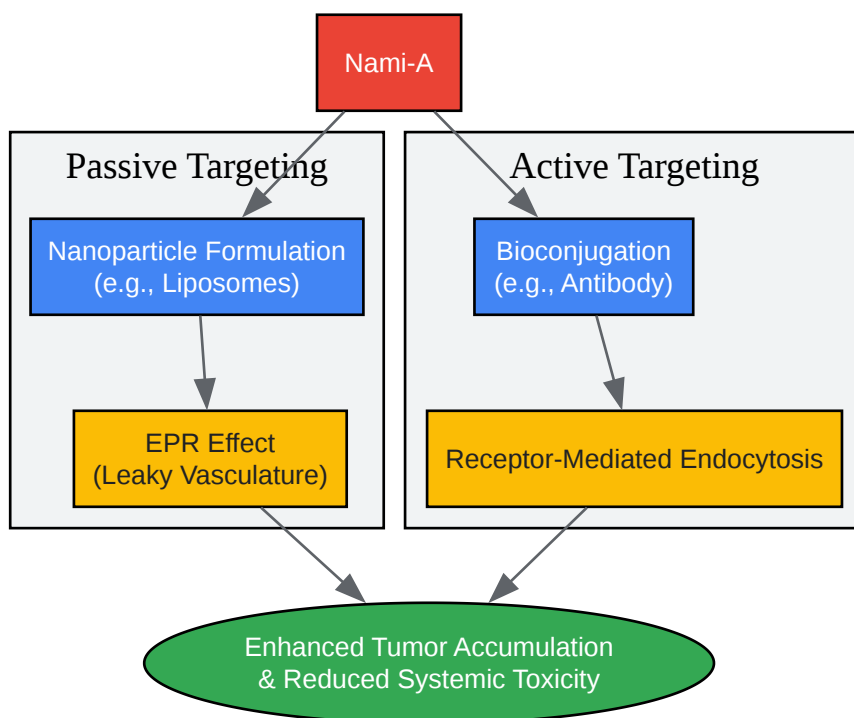 Nami-A
Passive Targeting
Nanoparticle Formulation
(e.g., Liposomes)
EPR Effect
(Leaky Vasculature)
Active Targeting
Bioconjugation
(e.g., Antibody)
Receptor-Mediated Endocytosis
Enhanced Tumor Accumulation
& Reduced Systemic Toxicity